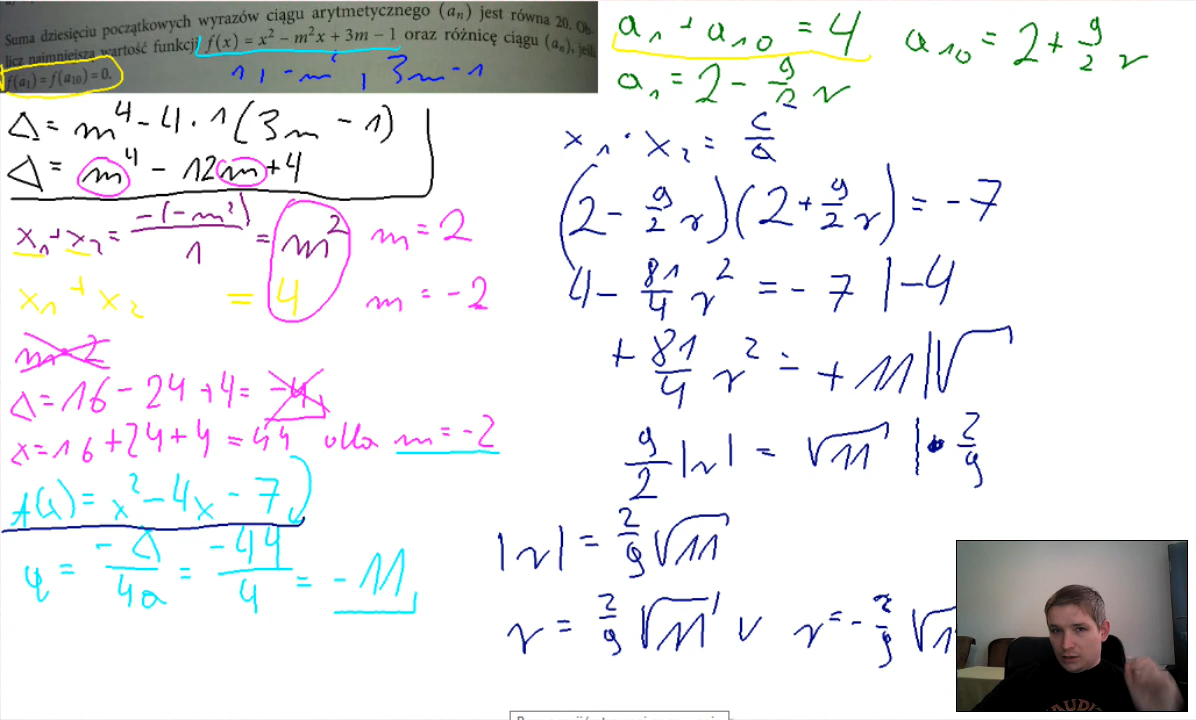 Suma dziesięciu początkowych wyrazów ciągu arytmetycznego (aₙ) jest równa 20. Ob-
licz najmniejszą wartość funkcji f(x) = x² − m²x + 3m − 1 oraz różnicę ciągu (aₙ), jeśli
f(a₁) = f(a₁₀) = 0.
1, −m², 3m−1
Δ = m⁴ − 4 · 1 (3m − 1)
Δ = m⁴ − 12m + 4
x₁ + x₂ = −(−m²)/1 = m² m = 2
x₁ + x₂ = 4 m = −2
m=2
Δ = 16 − 24 + 4 = −4
Δ = 16 + 24 + 4 = 44 dla m = −2
f(x) = x² − 4x − 7
q = −Δ/4a = −44/4 = −11
a₁ + a₁₀ = 4 a₁₀ = 2 + 9/2 r
a₁ = 2 − 9/2 r
x₁ · x₂ = c/a
(2 − 9/2 r)(2 + 9/2 r) = −7
4 − 81/4 r² = −7 |−4
+ 81/4 r² = + 11 |√
9/2 |r| = √11 | · 2/9
|r| = 2/9 √11
r = 2/9 √11 ∨ r = − 2/9 √1